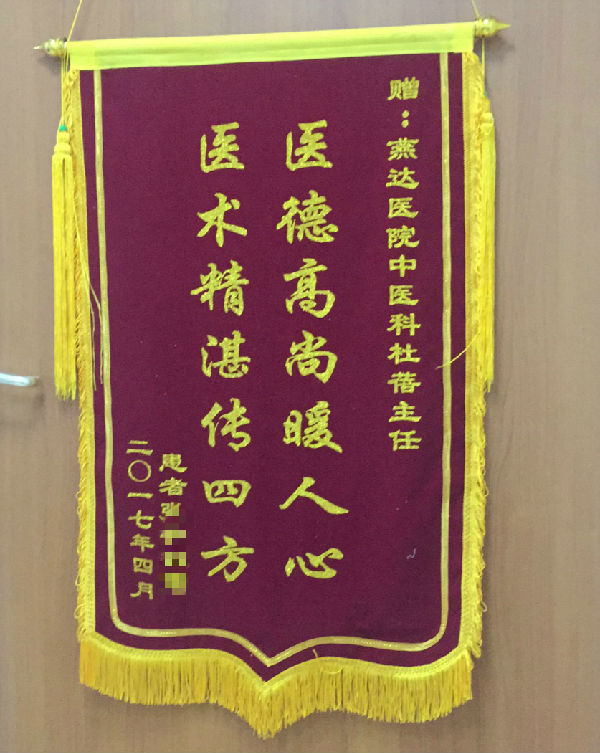 赠：燕达医院中医科杜蓓主任
医德高尚暖人心
医术精湛传四方
患者张
二〇一七年四月